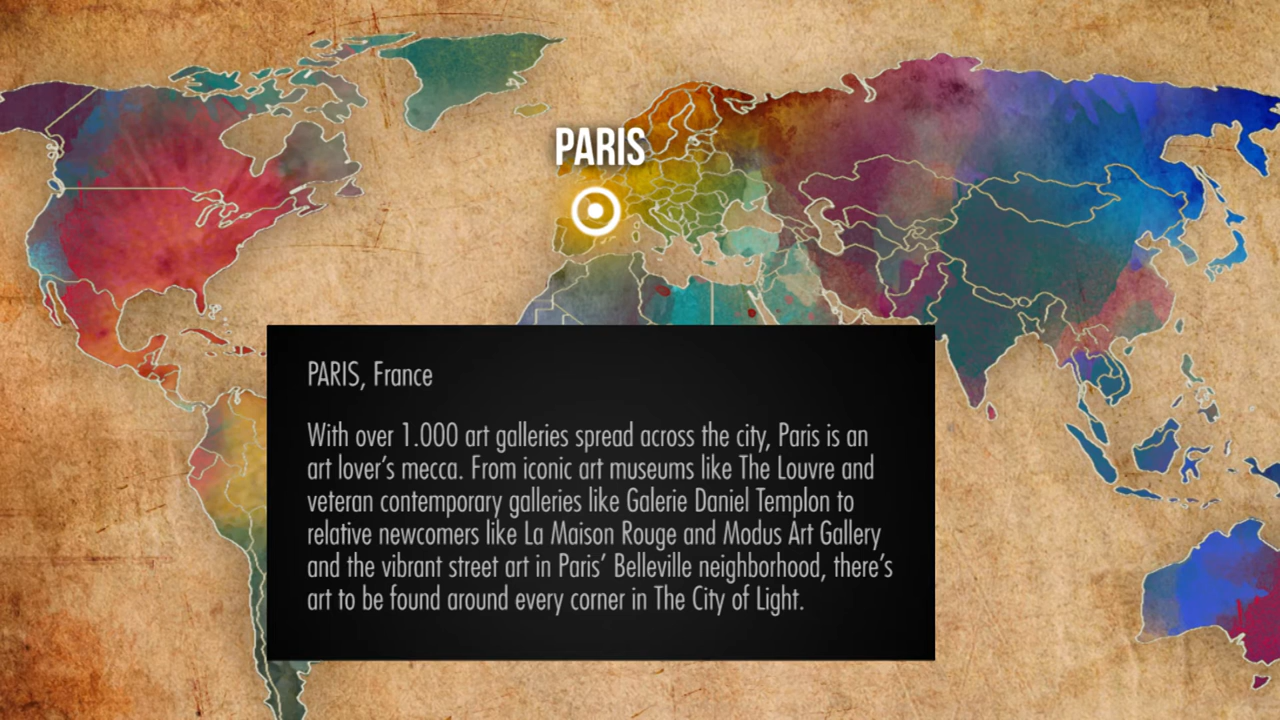 PARIS
PARIS, France
With over 1.000 art galleries spread across the city, Paris is an
art lover’s mecca. From iconic art museums like The Louvre and
veteran contemporary galleries like Galerie Daniel Templon to
relative newcomers like La Maison Rouge and Modus Art Gallery
and the vibrant street art in Paris’ Belleville neighborhood, there’s
art to be found around every corner in The City of Light.